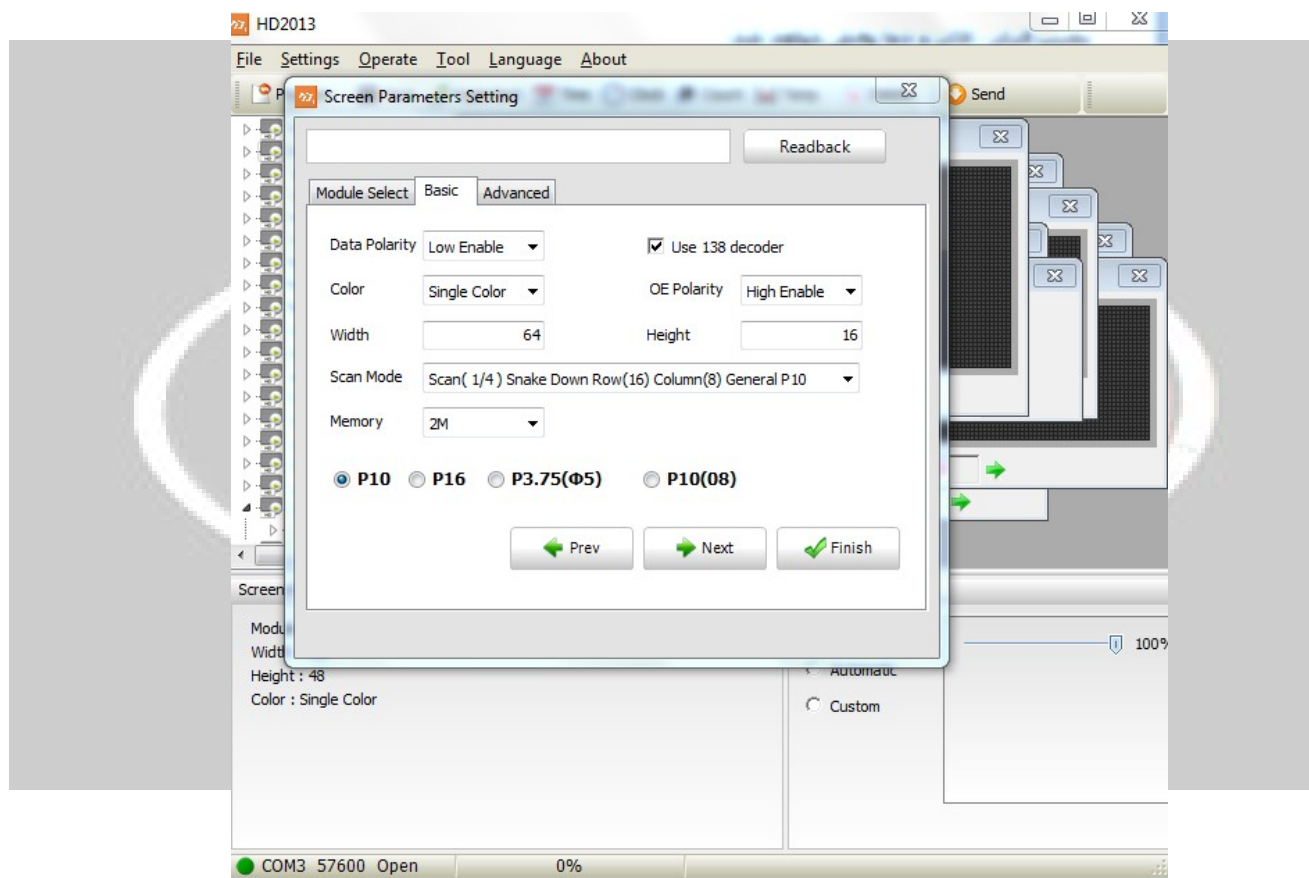 HD2013
File Settings Operate Tool Language About
Screen Parameters Setting
Send
Readback
Module Select Basic Advanced
Data Polarity Low Enable Use 138 decoder
Color Single Color OE Polarity High Enable
Width 64 Height 16
Scan Mode Scan( 1/4 ) Snake Down Row(16) Column(8) General P10
Memory 2M
P10 P16 P3.75(Φ5) P10(08)
Prev Next Finish
Screen
100%
Height : 48 Automatic
Color : Single Color Custom
COM3 57600 Open 0%